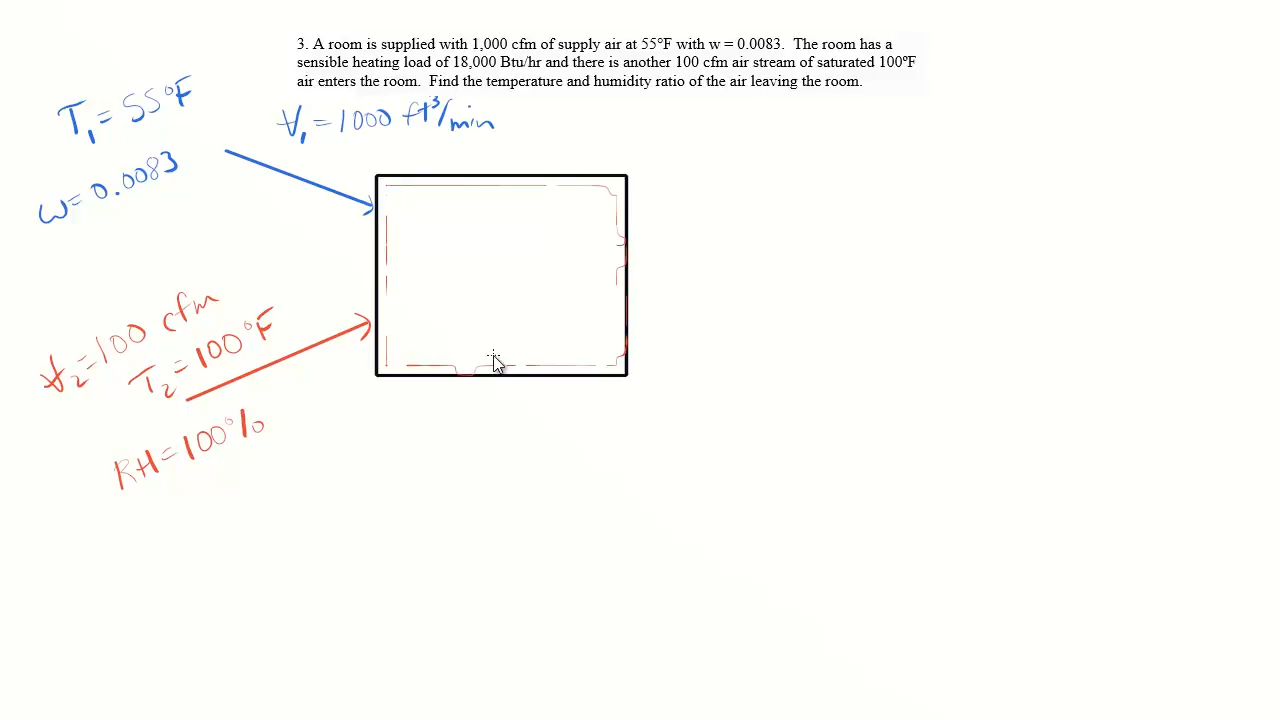 3. A room is supplied with 1,000 cfm of supply air at 55°F with w = 0.0083. The room has a
sensible heating load of 18,000 Btu/hr and there is another 100 cfm air stream of saturated 100°F
air enters the room. Find the temperature and humidity ratio of the air leaving the room.
T₁ = 55°F
V₁ = 1000 ft³/min
ω = 0.0083
V₂ = 100 cfm
T₂ = 100°F
RH = 100%